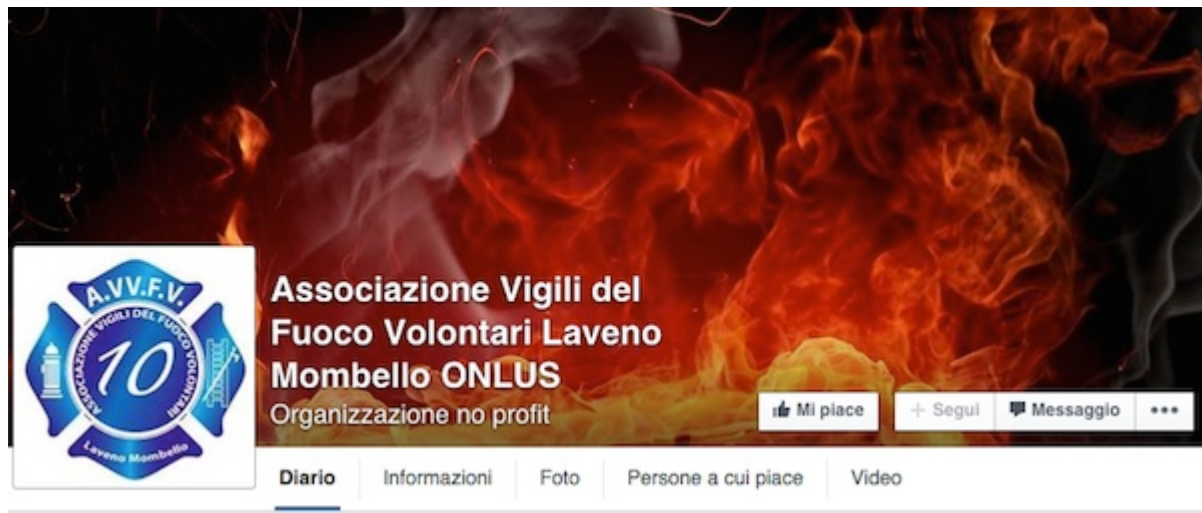 A.VV.F.V.
ASSOCIAZIONE VIGILI DEL FUOCO VOLONTARI
10
Laveno Mombello
Associazione Vigili del
Fuoco Volontari Laveno
Mombello ONLUS
Organizzazione no profit
Mi piace
+ Segui
Messaggio
•••
Diario
Informazioni
Foto
Persone a cui piace
Video